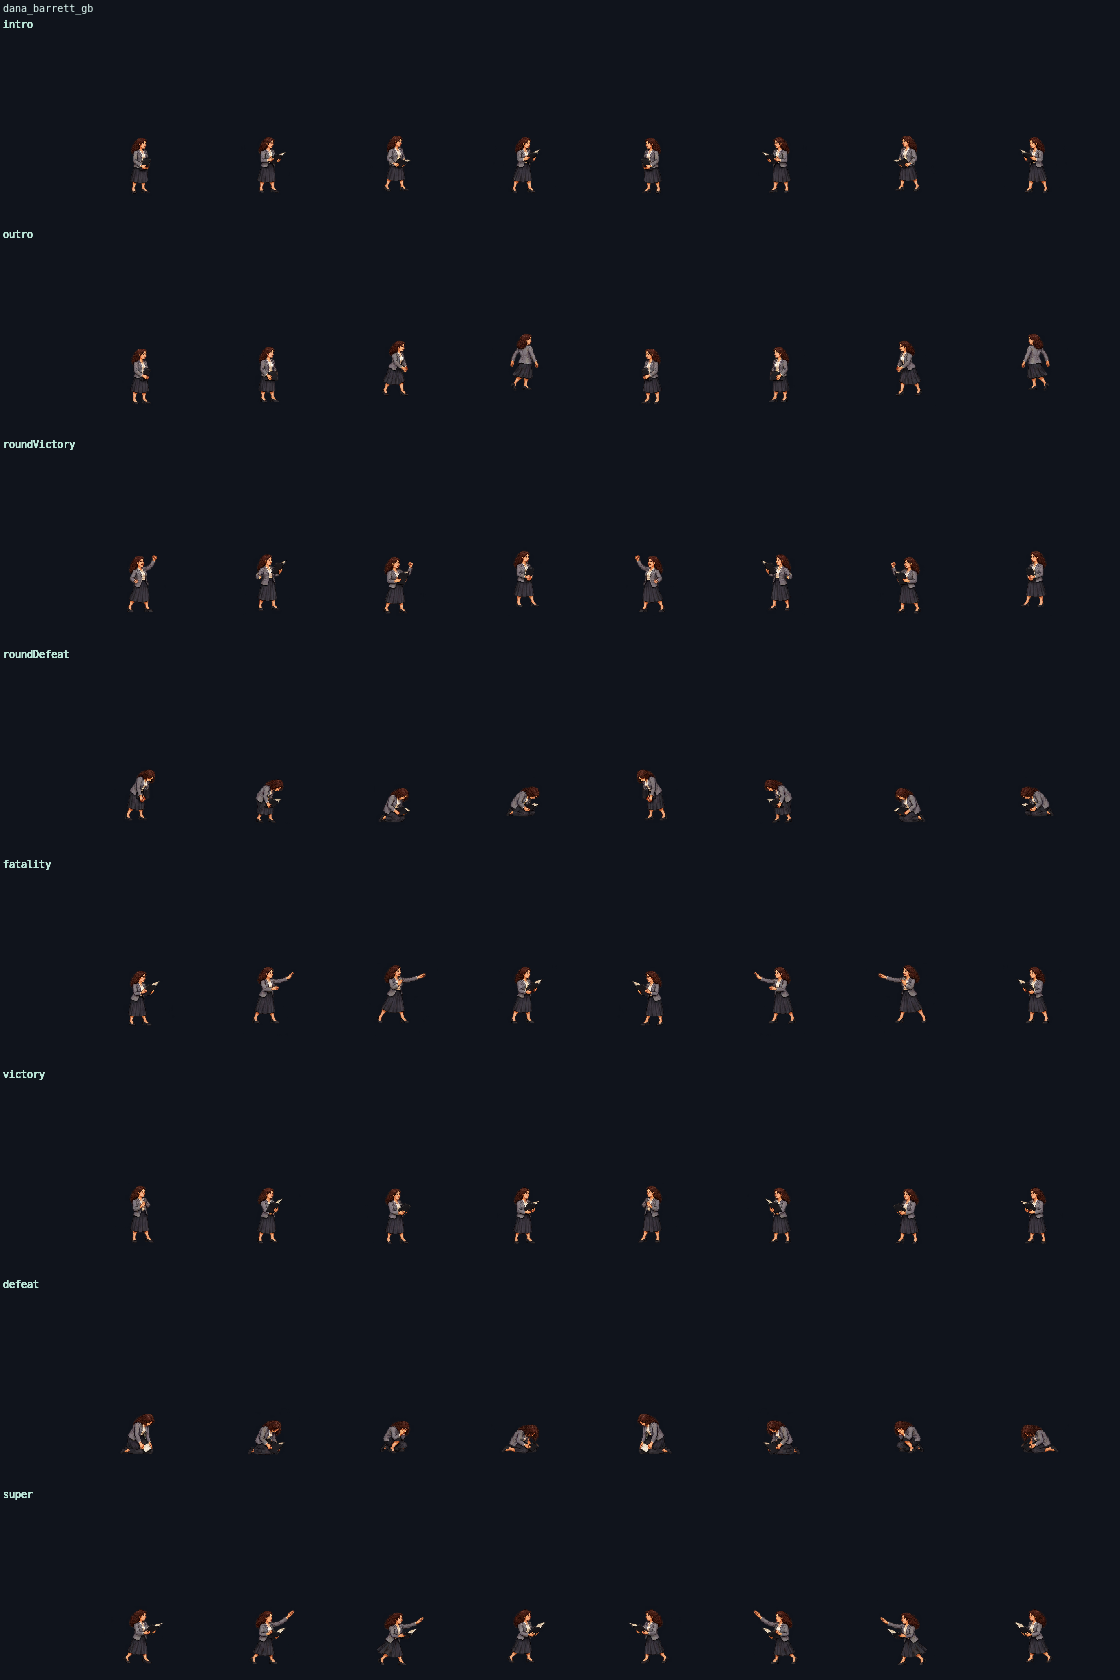 dana_barrett_gb
intro
outro
roundVictory
roundDefeat
fatality
victory
defeat
super